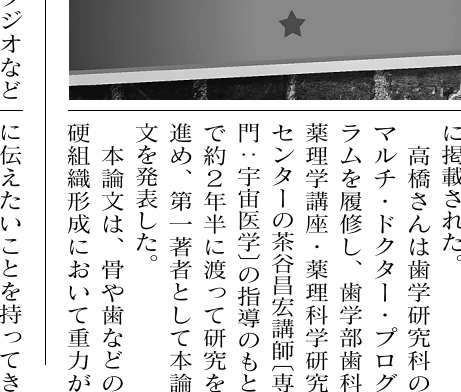 に掲載された。
高橋さんは歯学研究科の
マルチ・ドクター・プログ
ラムを履修し、歯学部歯科
薬理学講座・薬理科学研究
センターの茶谷昌宏講師〔専
門：宇宙医学〕の指導のもと
で約2年半に渡って研究を
進め、第一著者として本論
文を発表した。
本論文は、骨や歯などの
硬組織形成において重力が
に伝えたいことを持ってき
ジオなど